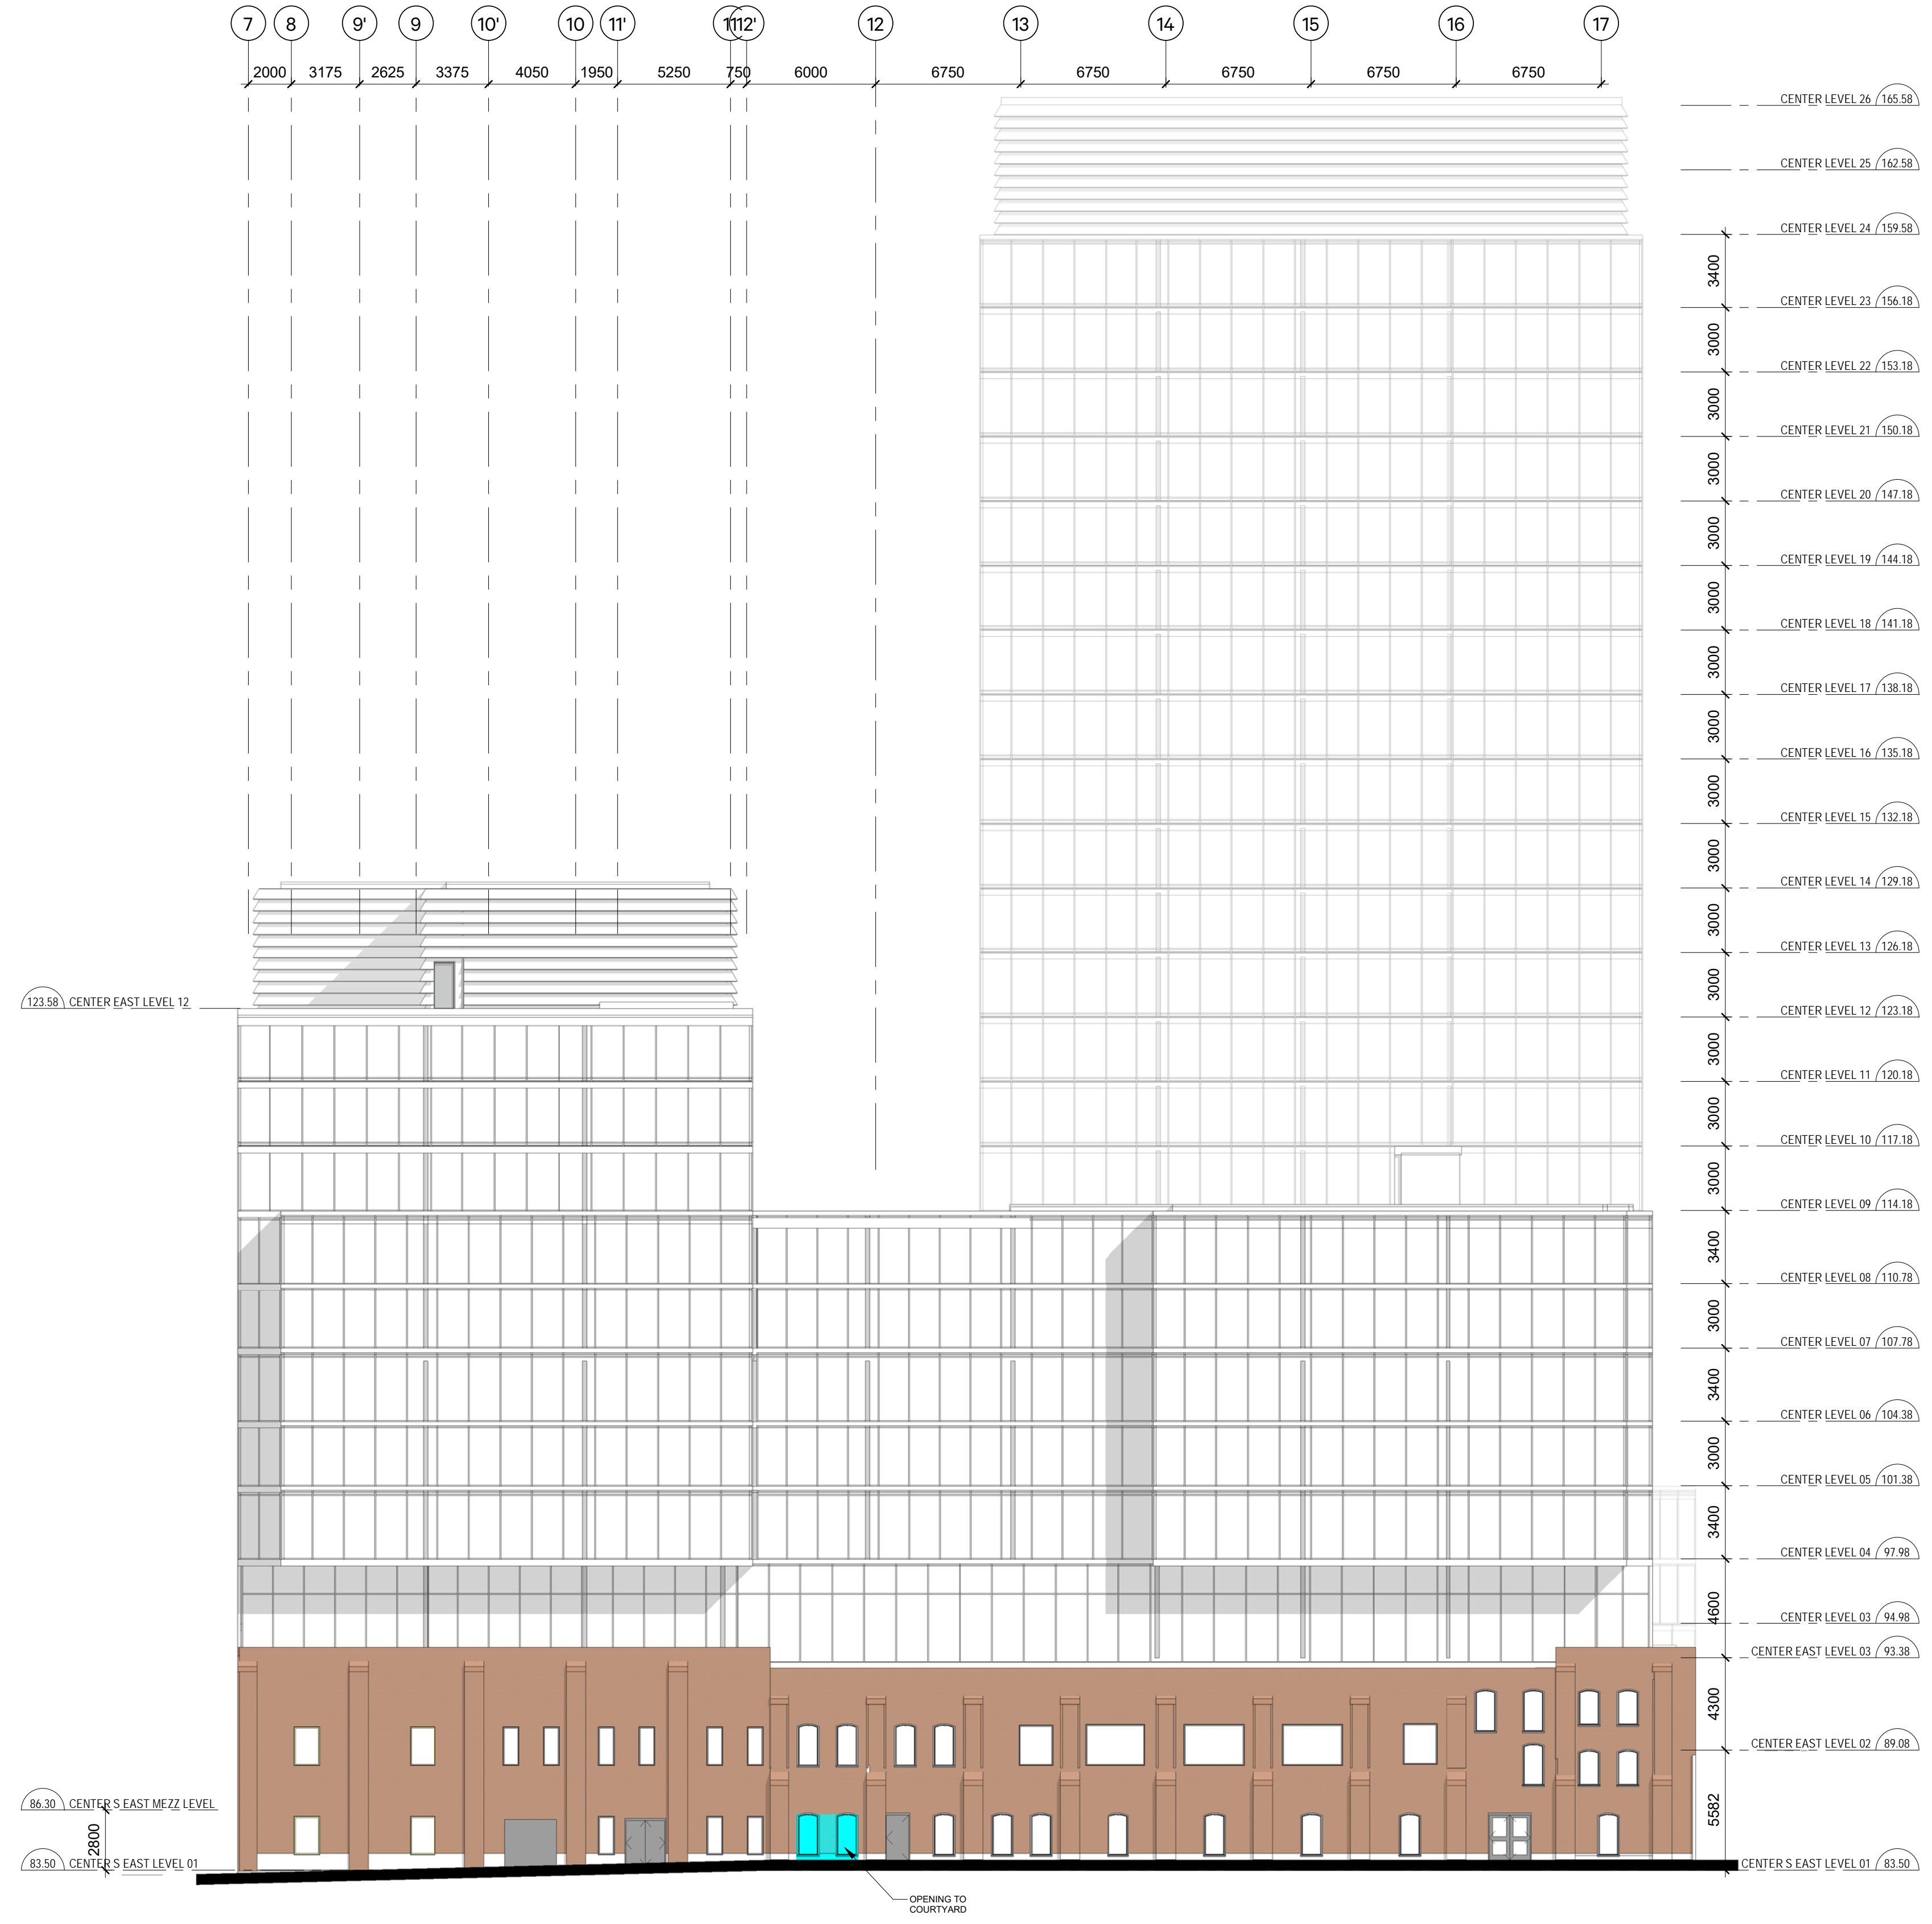 7 8 9' 9 10' 10 11' 11 12' 12 13 14 15 16 17
2000 3175 2625 3375 4050 1950 5250 750 6000 6750 6750 6750 6750 6750
CENTER LEVEL 26 165.58
CENTER LEVEL 25 162.58
CENTER LEVEL 24 159.58
3400
CENTER LEVEL 23 156.18
3000
CENTER LEVEL 22 153.18
3000
CENTER LEVEL 21 150.18
3000
CENTER LEVEL 20 147.18
3000
CENTER LEVEL 19 144.18
3000
CENTER LEVEL 18 141.18
3000
CENTER LEVEL 17 138.18
3000
CENTER LEVEL 16 135.18
3000
CENTER LEVEL 15 132.18
3000
CENTER LEVEL 14 129.18
3000
CENTER LEVEL 13 126.18
3000
123.58 CENTER EAST LEVEL 12
CENTER LEVEL 12 123.18
3000
CENTER LEVEL 11 120.18
3000
CENTER LEVEL 10 117.18
3000
CENTER LEVEL 09 114.18
3400
CENTER LEVEL 08 110.78
3000
CENTER LEVEL 07 107.78
3400
CENTER LEVEL 06 104.38
3000
CENTER LEVEL 05 101.38
3400
CENTER LEVEL 04 97.98
4600
CENTER LEVEL 03 94.98
CENTER EAST LEVEL 03 93.38
4300
CENTER EAST LEVEL 02 89.08
86.30 CENTER S EAST MEZZ LEVEL
5582
2800
83.50 CENTER S EAST LEVEL 01
CENTER S EAST LEVEL 01 83.50
OPENING TO
COURTYARD